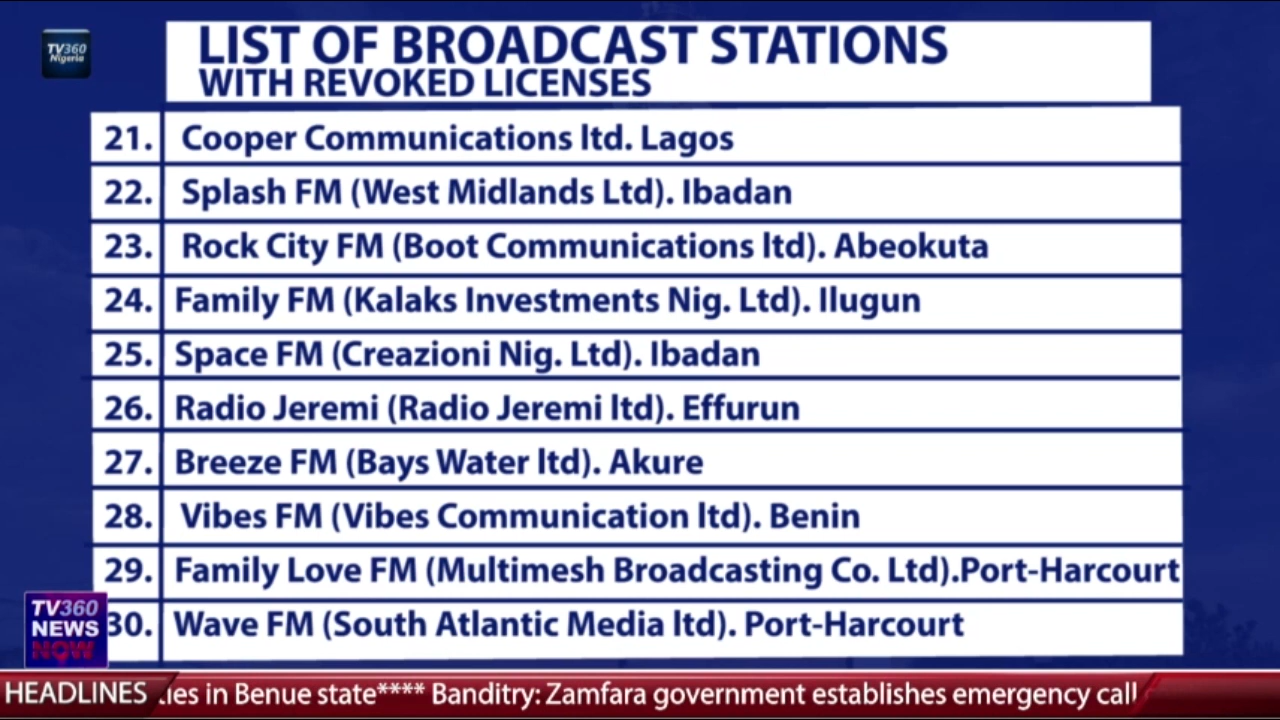 TV360
Nigeria
LIST OF BROADCAST STATIONS
WITH REVOKED LICENSES
21. Cooper Communications ltd. Lagos
22. Splash FM (West Midlands Ltd). Ibadan
23. Rock City FM (Boot Communications ltd). Abeokuta
24. Family FM (Kalaks Investments Nig. Ltd). Ilugun
25. Space FM (Creazioni Nig. Ltd). Ibadan
26. Radio Jeremi (Radio Jeremi ltd). Effurun
27. Breeze FM (Bays Water ltd). Akure
28. Vibes FM (Vibes Communication ltd). Benin
29. Family Love FM (Multimesh Broadcasting Co. Ltd).Port-Harcourt
30. Wave FM (South Atlantic Media ltd). Port-Harcourt
TV360
NEWS
NOW
HEADLINES ies in Benue state**** Banditry: Zamfara government establishes emergency call